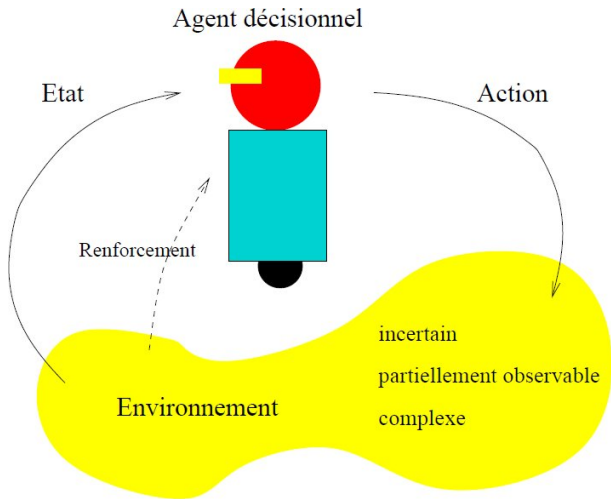 Agent décisionnel
Etat
Action
Renforcement
incertain
partiellement observable
complexe
Environnement